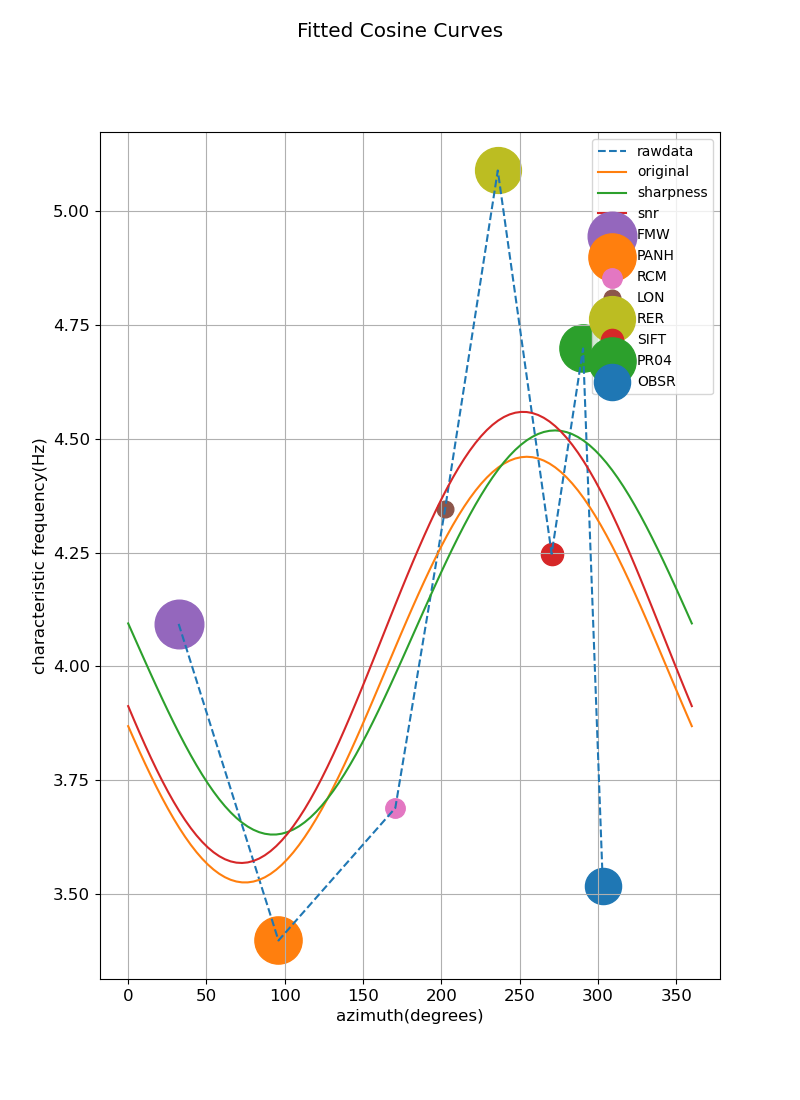 Fitted Cosine Curves
rawdata
original
sharpness
snr
FMW
PANH
RCM
LON
RER
SIFT
PR04
OBSR
5.00
4.75
4.50
4.25
4.00
3.75
3.50
characteristic frequency(Hz)
0 50 100 150 200 250 300 350
azimuth(degrees)